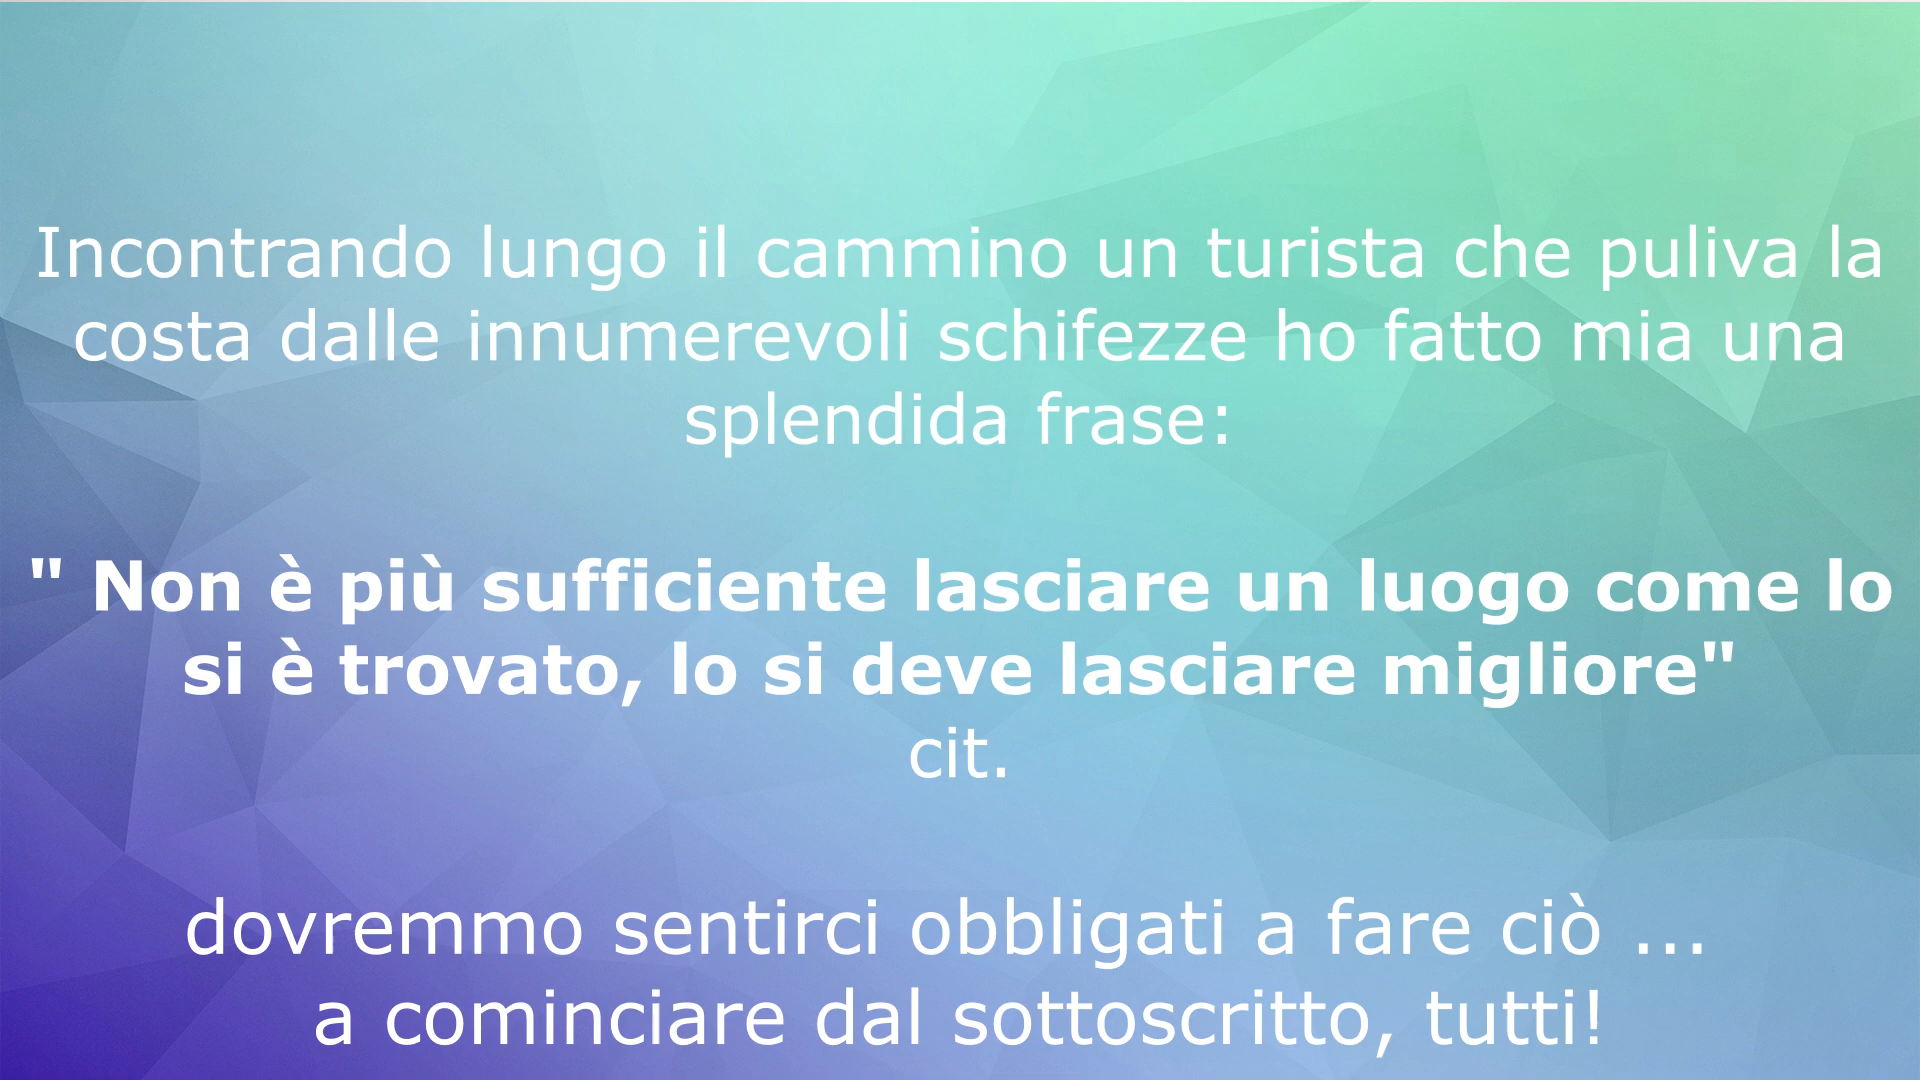 Incontrando lungo il cammino un turista che puliva la
costa dalle innumerevoli schifezze ho fatto mia una
splendida frase:
" Non è più sufficiente lasciare un luogo come lo
si è trovato, lo si deve lasciare migliore"
cit.
dovremmo sentirci obbligati a fare ciò ...
a cominciare dal sottoscritto, tutti!